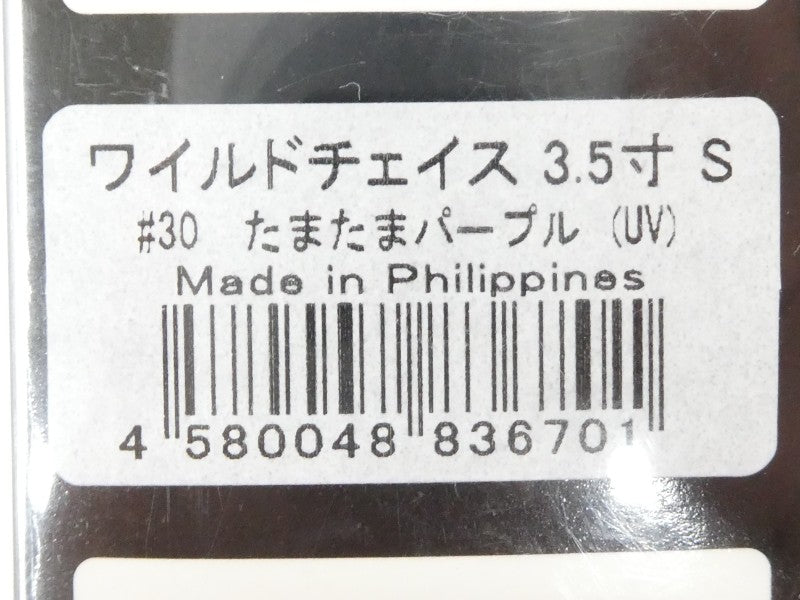 ワイルドチェイス 3.5寸 S
#30 たまたまパープル (UV)
Made in Philippines
4 580048 836701